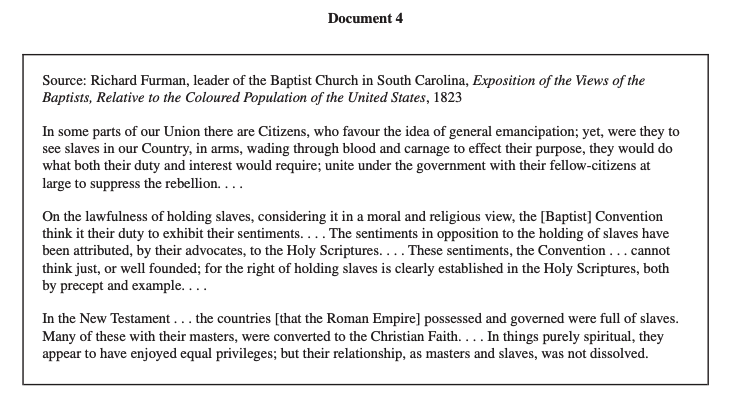 Document 4
Source: Richard Furman, leader of the Baptist Church in South Carolina, Exposition of the Views of the
Baptists, Relative to the Coloured Population of the United States, 1823
In some parts of our Union there are Citizens, who favour the idea of general emancipation; yet, were they to
see slaves in our Country, in arms, wading through blood and carnage to effect their purpose, they would do
what both their duty and interest would require; unite under the government with their fellow-citizens at
large to suppress the rebellion. . . .
On the lawfulness of holding slaves, considering it in a moral and religious view, the [Baptist] Convention
think it their duty to exhibit their sentiments. . . . The sentiments in opposition to the holding of slaves have
been attributed, by their advocates, to the Holy Scriptures. . . . These sentiments, the Convention . . . cannot
think just, or well founded; for the right of holding slaves is clearly established in the Holy Scriptures, both
by precept and example. . . .
In the New Testament . . . the countries [that the Roman Empire] possessed and governed were full of slaves.
Many of these with their masters, were converted to the Christian Faith. . . . In things purely spiritual, they
appear to have enjoyed equal privileges; but their relationship, as masters and slaves, was not dissolved.